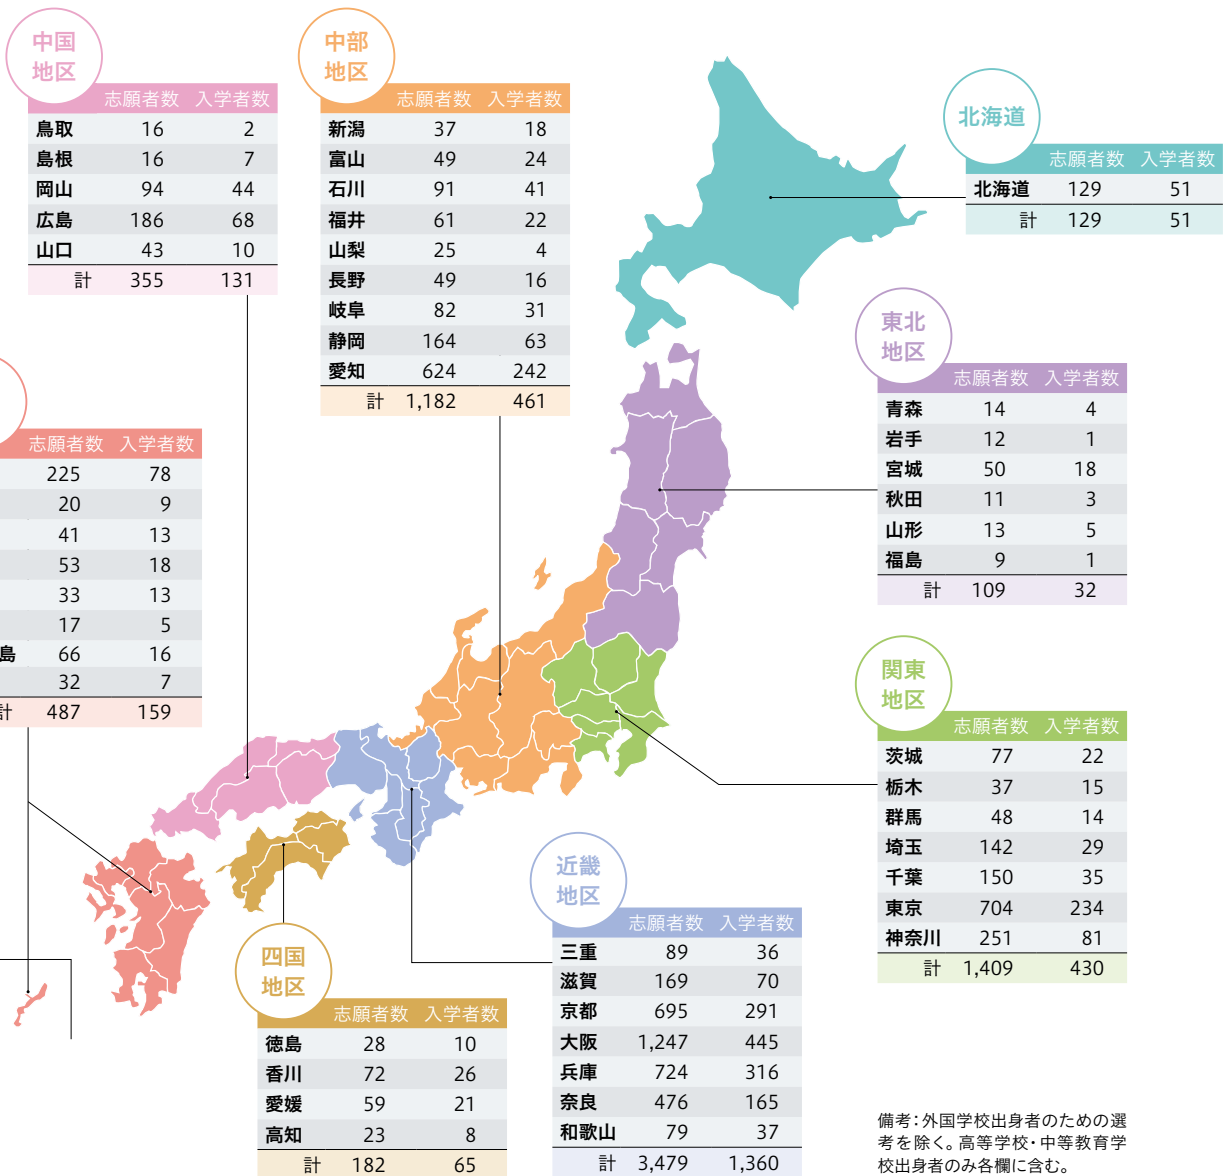 中国
地区
志願者数 入学者数
鳥取 16 2
島根 16 7
岡山 94 44
広島 186 68
山口 43 10
計 355 131
中部
地区
志願者数 入学者数
新潟 37 18
富山 49 24
石川 91 41
福井 61 22
山梨 25 4
長野 49 16
岐阜 82 31
静岡 164 63
愛知 624 242
計 1,182 461
北海道
志願者数 入学者数
北海道 129 51
計 129 51
東北
地区
志願者数 入学者数
青森 14 4
岩手 12 1
宮城 50 18
秋田 11 3
山形 13 5
福島 9 1
計 109 32
志願者数 入学者数
225 78
20 9
41 13
53 18
33 13
17 5
島 66 16
32 7
計 487 159
関東
地区
志願者数 入学者数
茨城 77 22
栃木 37 15
群馬 48 14
埼玉 142 29
千葉 150 35
東京 704 234
神奈川 251 81
計 1,409 430
四国
地区
志願者数 入学者数
徳島 28 10
香川 72 26
愛媛 59 21
高知 23 8
計 182 65
近畿
地区
志願者数 入学者数
三重 89 36
滋賀 169 70
京都 695 291
大阪 1,247 445
兵庫 724 316
奈良 476 165
和歌山 79 37
計 3,479 1,360
備考：外国学校出身者のための選
考を除く。高等学校・中等教育学
校出身者のみ各欄に含む。